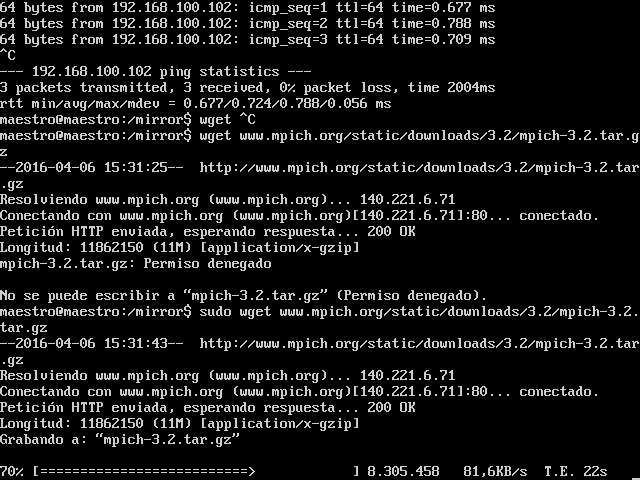 64 bytes from 192.168.100.102: icmp_seq=1 ttl=64 time=0.677 ms
64 bytes from 192.168.100.102: icmp_seq=2 ttl=64 time=0.788 ms
64 bytes from 192.168.100.102: icmp_seq=3 ttl=64 time=0.709 ms
^C
--- 192.168.100.102 ping statistics ---
3 packets transmitted, 3 received, 0% packet loss, time 2004ms
rtt min/avg/max/mdev = 0.677/0.724/0.788/0.056 ms
maestro@maestro:/mirror$ wget ^C
maestro@maestro:/mirror$ wget www.mpich.org/static/downloads/3.2/mpich-3.2.tar.g
z
--2016-04-06 15:31:25--  http://www.mpich.org/static/downloads/3.2/mpich-3.2.tar
.gz
Resolviendo www.mpich.org (www.mpich.org)... 140.221.6.71
Conectando con www.mpich.org (www.mpich.org)[140.221.6.71]:80... conectado.
Petición HTTP enviada, esperando respuesta... 200 OK
Longitud: 11862150 (11M) [application/x-gzip]
mpich-3.2.tar.gz: Permiso denegado

No se puede escribir a “mpich-3.2.tar.gz” (Permiso denegado).
maestro@maestro:/mirror$ sudo wget www.mpich.org/static/downloads/3.2/mpich-3.2.
tar.gz
--2016-04-06 15:31:43--  http://www.mpich.org/static/downloads/3.2/mpich-3.2.tar
.gz
Resolviendo www.mpich.org (www.mpich.org)... 140.221.6.71
Conectando con www.mpich.org (www.mpich.org)[140.221.6.71]:80... conectado.
Petición HTTP enviada, esperando respuesta... 200 OK
Longitud: 11862150 (11M) [application/x-gzip]
Grabando a: “mpich-3.2.tar.gz”

70% [==========================>            ] 8.305.458   81,6KB/s  T.E. 22s